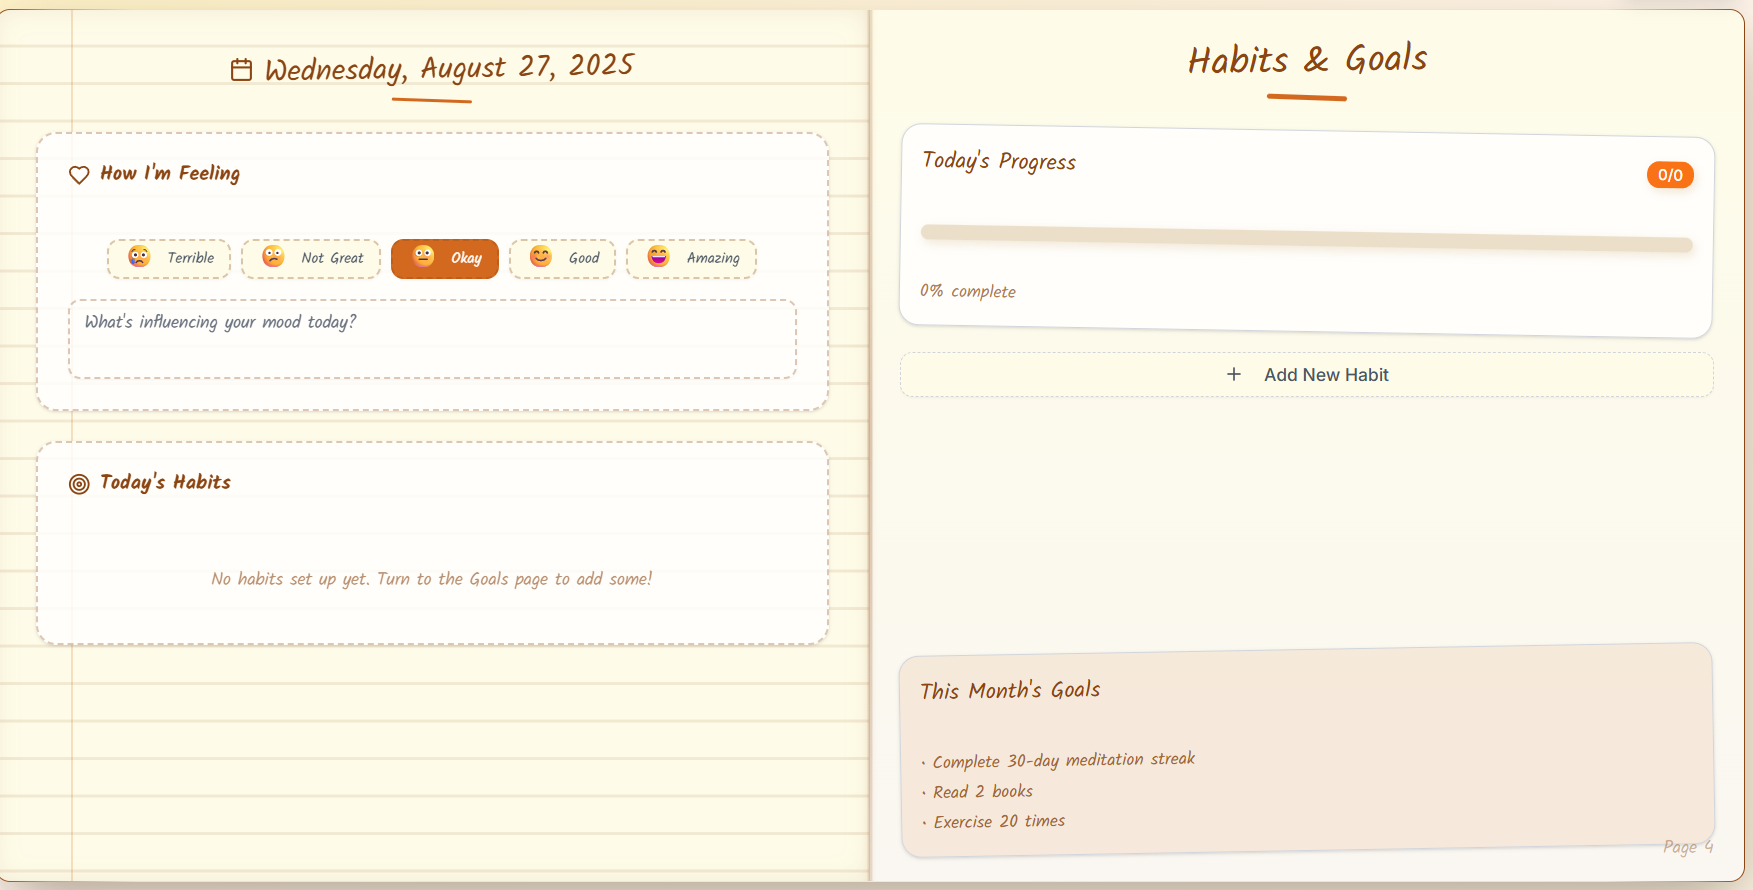 Wednesday, August 27, 2025
How I'm Feeling
Terrible
Not Great
Okay
Good
Amazing
What's influencing your mood today?
Today's Habits
No habits set up yet. Turn to the Goals page to add some!
Habits & Goals
Today's Progress
0/0
0% complete
+ Add New Habit
This Month's Goals
· Complete 30-day meditation streak
· Read 2 books
· Exercise 20 times
Page 4